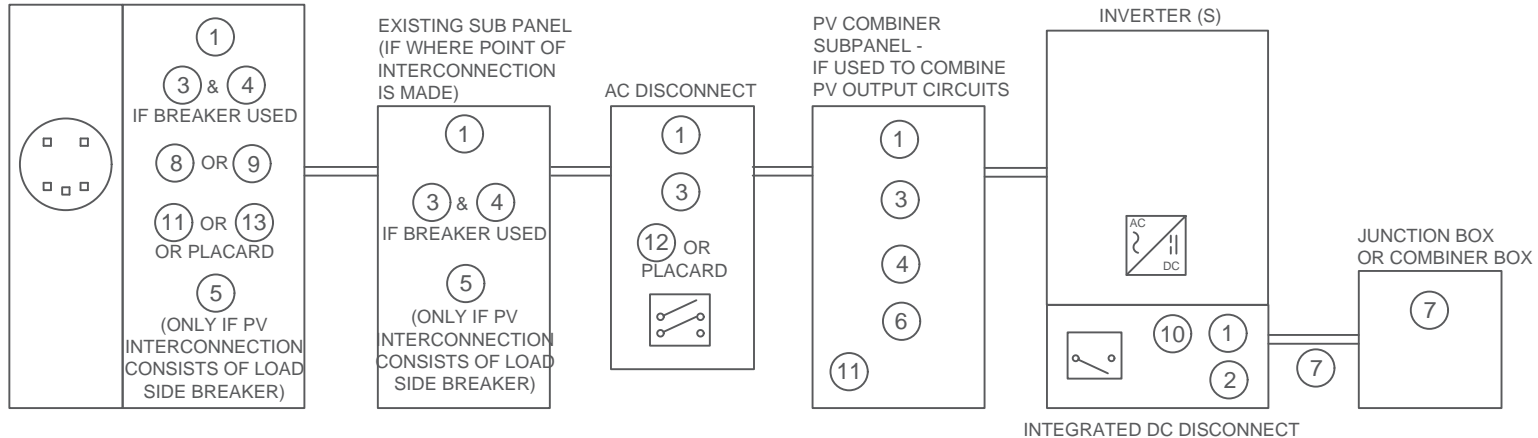 1
3 & 4
IF BREAKER USED
8 OR 9
11 OR 13
OR PLACARD
5
(ONLY IF PV
INTERCONNECTION
CONSISTS OF LOAD
SIDE BREAKER)
EXISTING SUB PANEL
(IF WHERE POINT OF
INTERCONNECTION
IS MADE)
1
3 & 4
IF BREAKER USED
5
(ONLY IF PV
INTERCONNECTION
CONSISTS OF LOAD
SIDE BREAKER)
AC DISCONNECT
1
3
12 OR
PLACARD
PV COMBINER
SUBPANEL -
IF USED TO COMBINE
PV OUTPUT CIRCUITS
1
3
4
6
11
INVERTER (S)
AC
DC
10 1
2
INTEGRATED DC DISCONNECT
7
JUNCTION BOX
OR COMBINER BOX
7